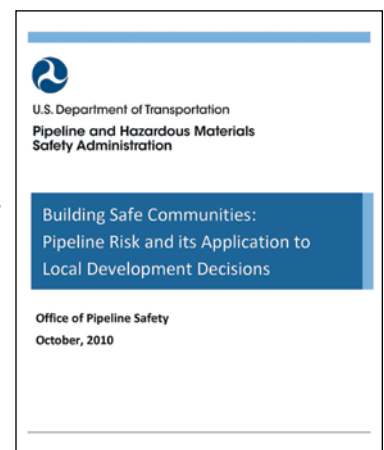 U.S. Department of Transportation
Pipeline and Hazardous Materials
Safety Administration
Building Safe Communities:
Pipeline Risk and its Application to
Local Development Decisions
Office of Pipeline Safety
October, 2010